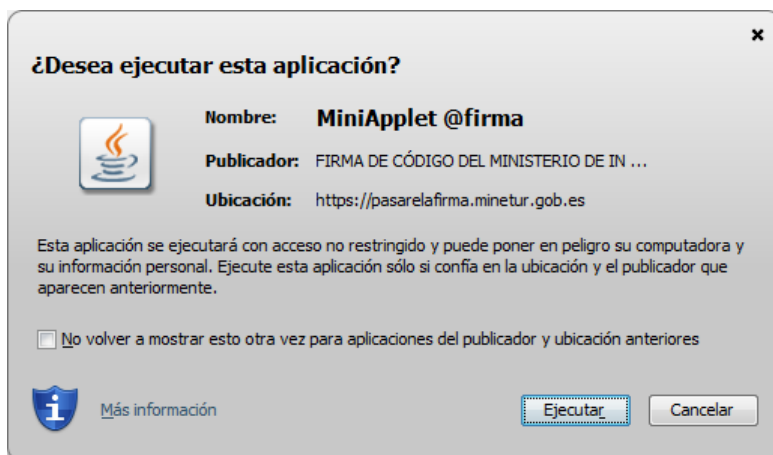 ¿Desea ejecutar esta aplicación?
Nombre: MiniApplet @firma
Publicador: FIRMA DE CÓDIGO DEL MINISTERIO DE IN ...
Ubicación: https://pasarelafirma.minetur.gob.es
Esta aplicación se ejecutará con acceso no restringido y puede poner en peligro su computadora y
su información personal. Ejecute esta aplicación sólo si confía en la ubicación y el publicador que
aparecen anteriormente.
No volver a mostrar esto otra vez para aplicaciones del publicador y ubicación anteriores
Más información
Ejecutar
Cancelar